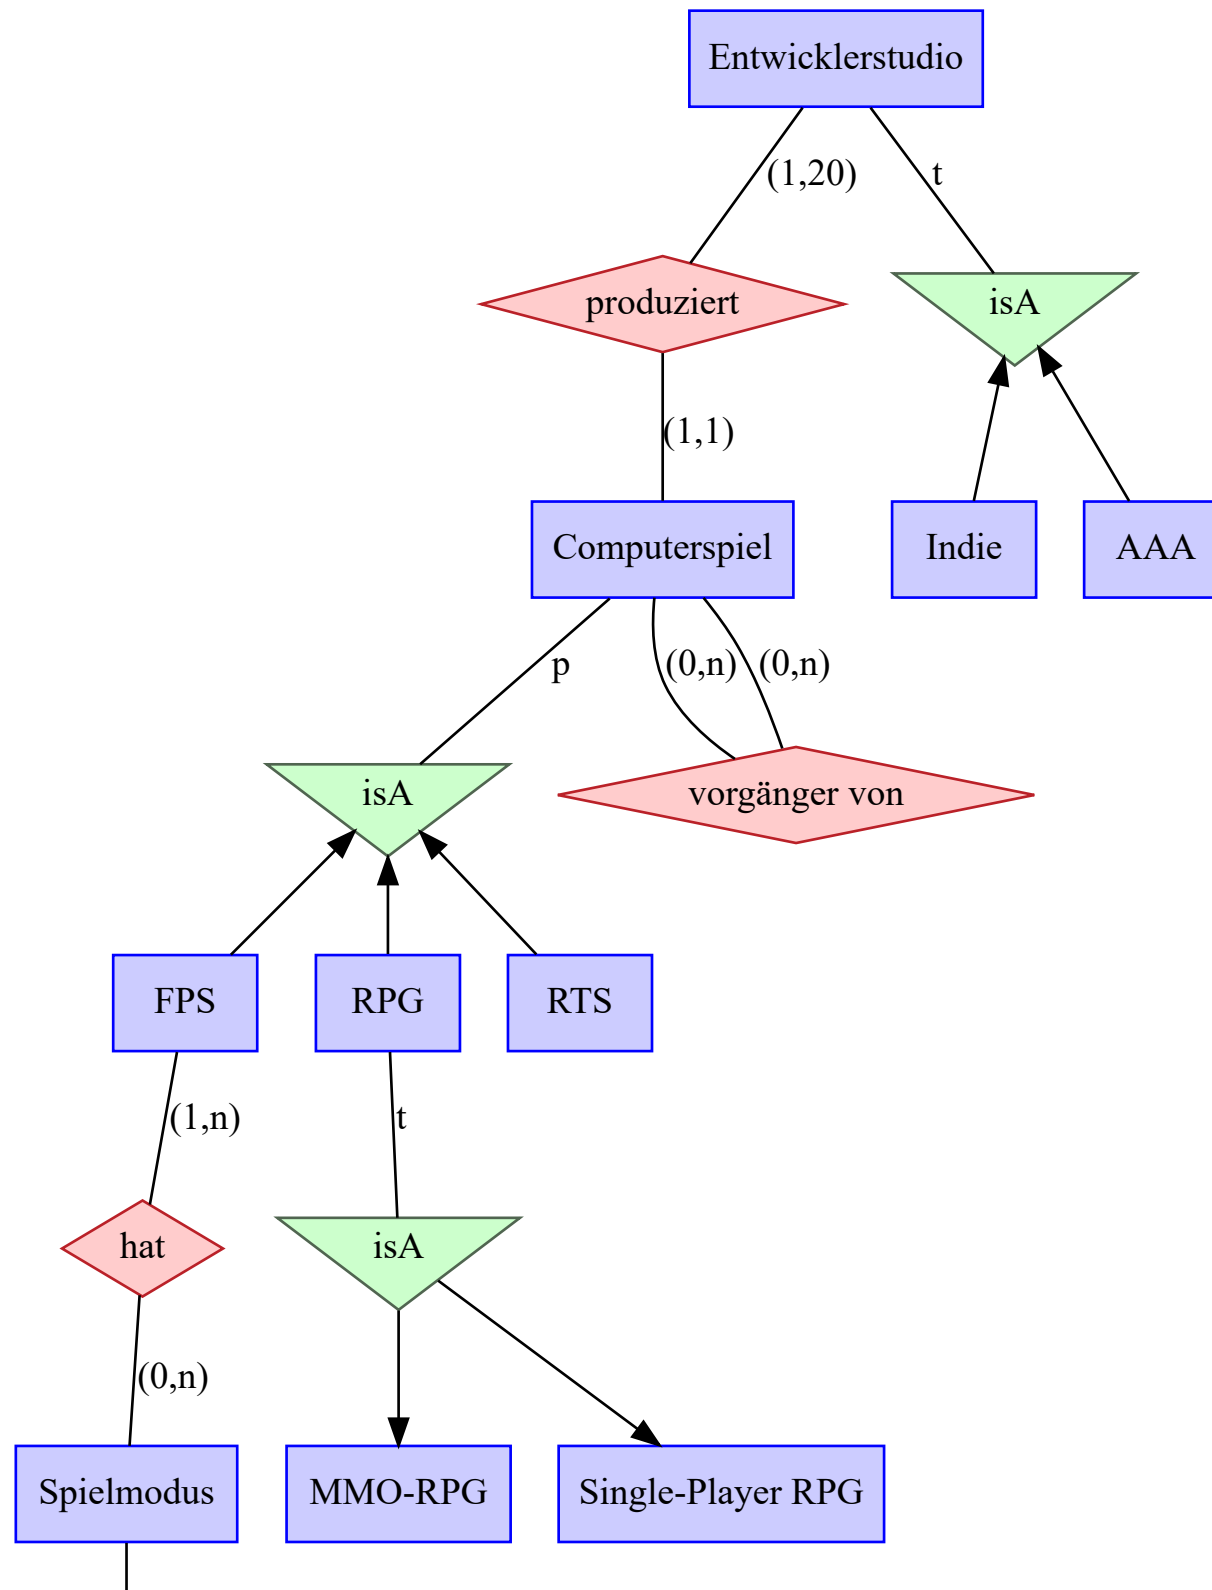 Entwicklerstudio
(1,20)
t
produziert
isA
(1,1)
Computerspiel
Indie
AAA
p
(0,n)
(0,n)
isA
vorgänger von
FPS
RPG
RTS
(1,n)
t
hat
isA
(0,n)
Spielmodus
MMO-RPG
Single-Player RPG